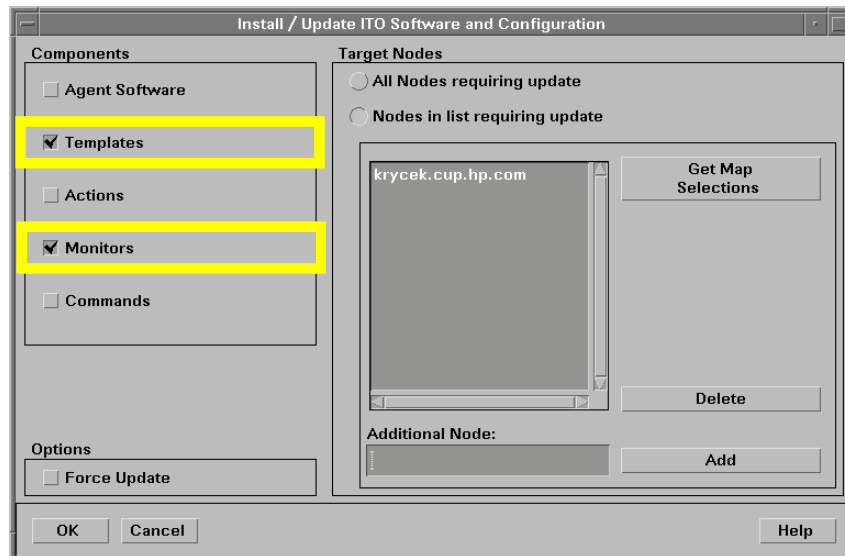 Install / Update ITO Software and Configuration
Components
Agent Software
Templates
Actions
Monitors
Commands
Options
Force Update
Target Nodes
All Nodes requiring update
Nodes in list requiring update
krycek.cup.hp.com
Get Map
Selections
Delete
Additional Node:
Add
OK
Cancel
Help